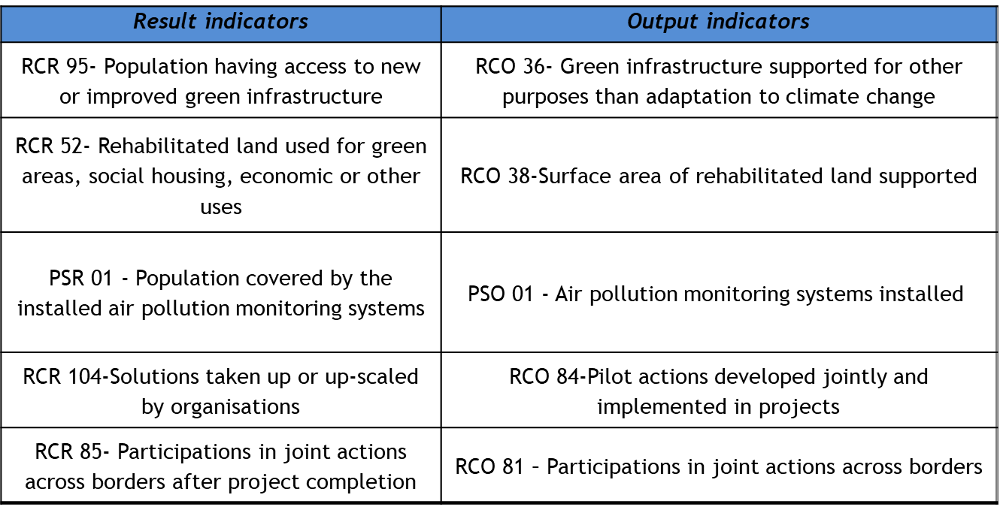 Result indicators
Output indicators
RCR 95- Population having access to new
or improved green infrastructure
RCO 36- Green infrastructure supported for other
purposes than adaptation to climate change
RCR 52- Rehabilitated land used for green
areas, social housing, economic or other
uses
RCO 38-Surface area of rehabilitated land supported
PSR 01 - Population covered by the
installed air pollution monitoring systems
PSO 01 - Air pollution monitoring systems installed
RCR 104-Solutions taken up or up-scaled
by organisations
RCO 84-Pilot actions developed jointly and
implemented in projects
RCR 85- Participations in joint actions
across borders after project completion
RCO 81 – Participations in joint actions across borders